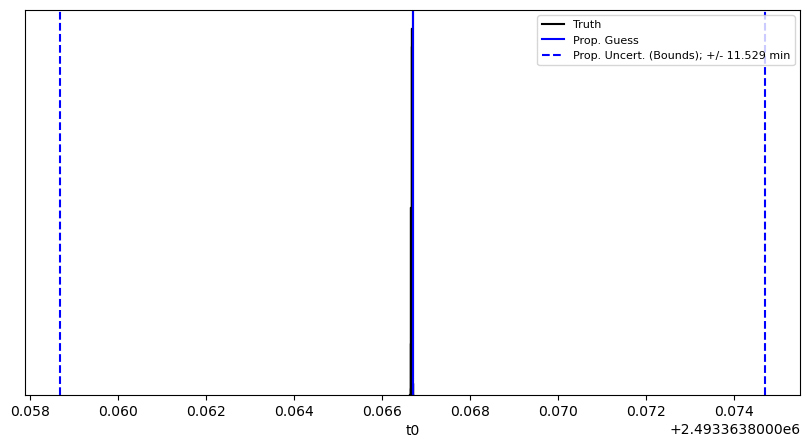 Truth
Prop. Guess
Prop. Uncert. (Bounds); +/- 11.529 min
0.058 0.060 0.062 0.064 0.066 0.068 0.070 0.072 0.074
t0
+2.4933638000e6